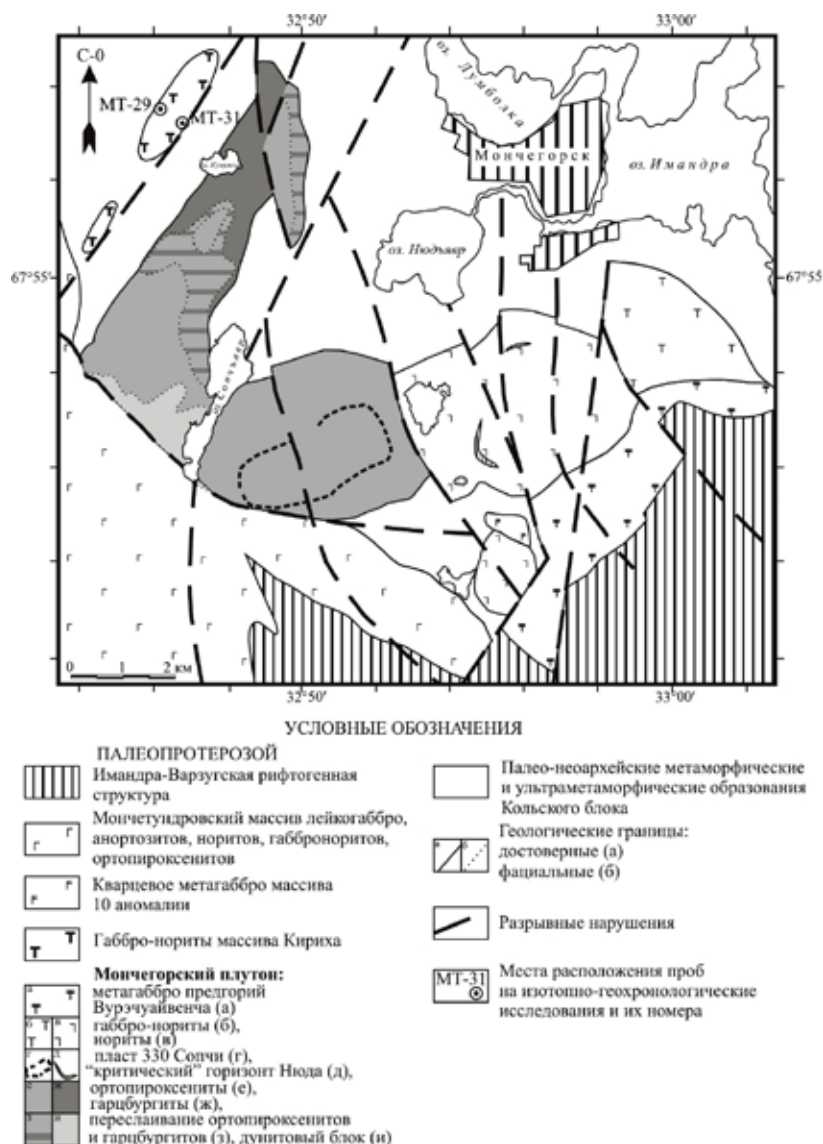 32°50'
33°00'
С-0
МТ-29
МТ-31
оз. Лумболка
Мончегорск
оз. Имандра
оз. Нюдъявр
67°55'
67°55
оз. Сопчъявр
0 1 2 км
32°50'
33°00'
УСЛОВНЫЕ ОБОЗНАЧЕНИЯ
ПАЛЕОПРОТЕРОЗОЙ
Имандра-Варзугская рифтогенная
структура
Мончетундровский массив лейкогаббро,
анортозитов, норитов, габброноритов,
ортопироксенитов
Кварцевое метагаббро массива
10 аномалии
Габбро-нориты массива Кириха
Мончегорский плутон:
метагаббро предгорий
Вурэчуайвенча (а)
габбро-нориты (б),
нориты (в)
пласт 330 Сопчи (г),
"критический" горизонт Нюда (д),
ортопироксениты (е),
гарцбургиты (ж),
переслаивание ортопироксенитов
и гарцбургитов (з), дунитовый блок (и)
Палео-неоархейские метаморфические
и ультраметаморфические образования
Кольского блока
Геологические границы:
достоверные (а)
фациальные (б)
Разрывные нарушения
МТ-31
Места расположения проб
на изотопно-геохронологические
исследования и их номера